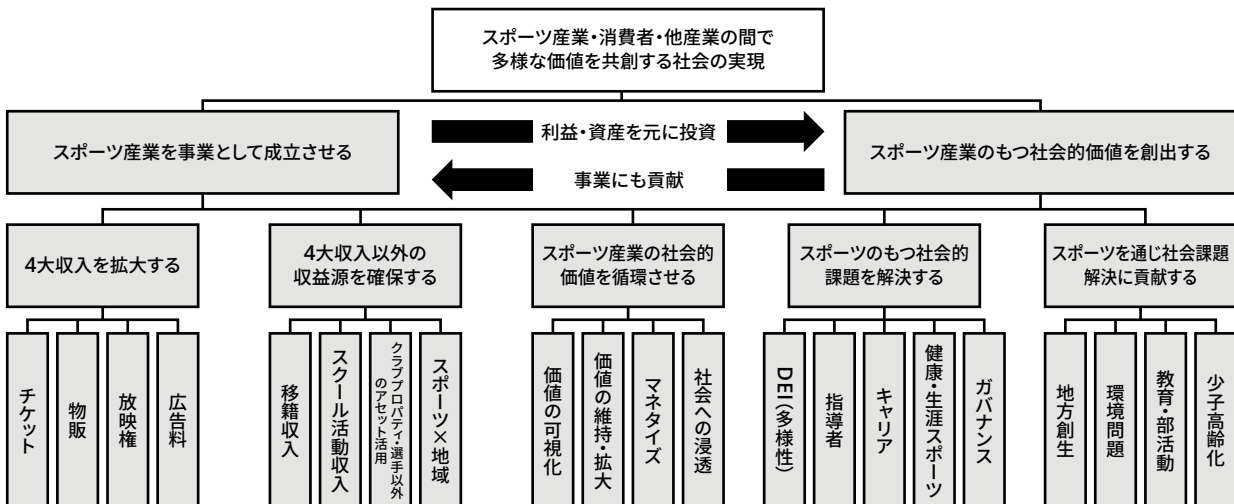 スポーツ産業・消費者・他産業の間で
多様な価値を共創する社会の実現
スポーツ産業を事業として成立させる
利益・資産を元に投資
事業にも貢献
スポーツ産業のもつ社会的価値を創出する
4大収入を拡大する
4大収入以外の
収益源を確保する
スポーツ産業の社会的
価値を循環させる
スポーツのもつ社会的
課題を解決する
スポーツを通じ社会課題
解決に貢献する
チケット
物販
放映権
広告料
移籍収入
スクール活動収入
クラブプロパティ・選手以外
のアセット活用
スポーツ×地域
価値の可視化
価値の維持・拡大
マネタイズ
社会への浸透
DEI(多様性)
指導者
キャリア
健康・生涯スポーツ
ガバナンス
地方創生
環境問題
教育・部活動
少子高齢化